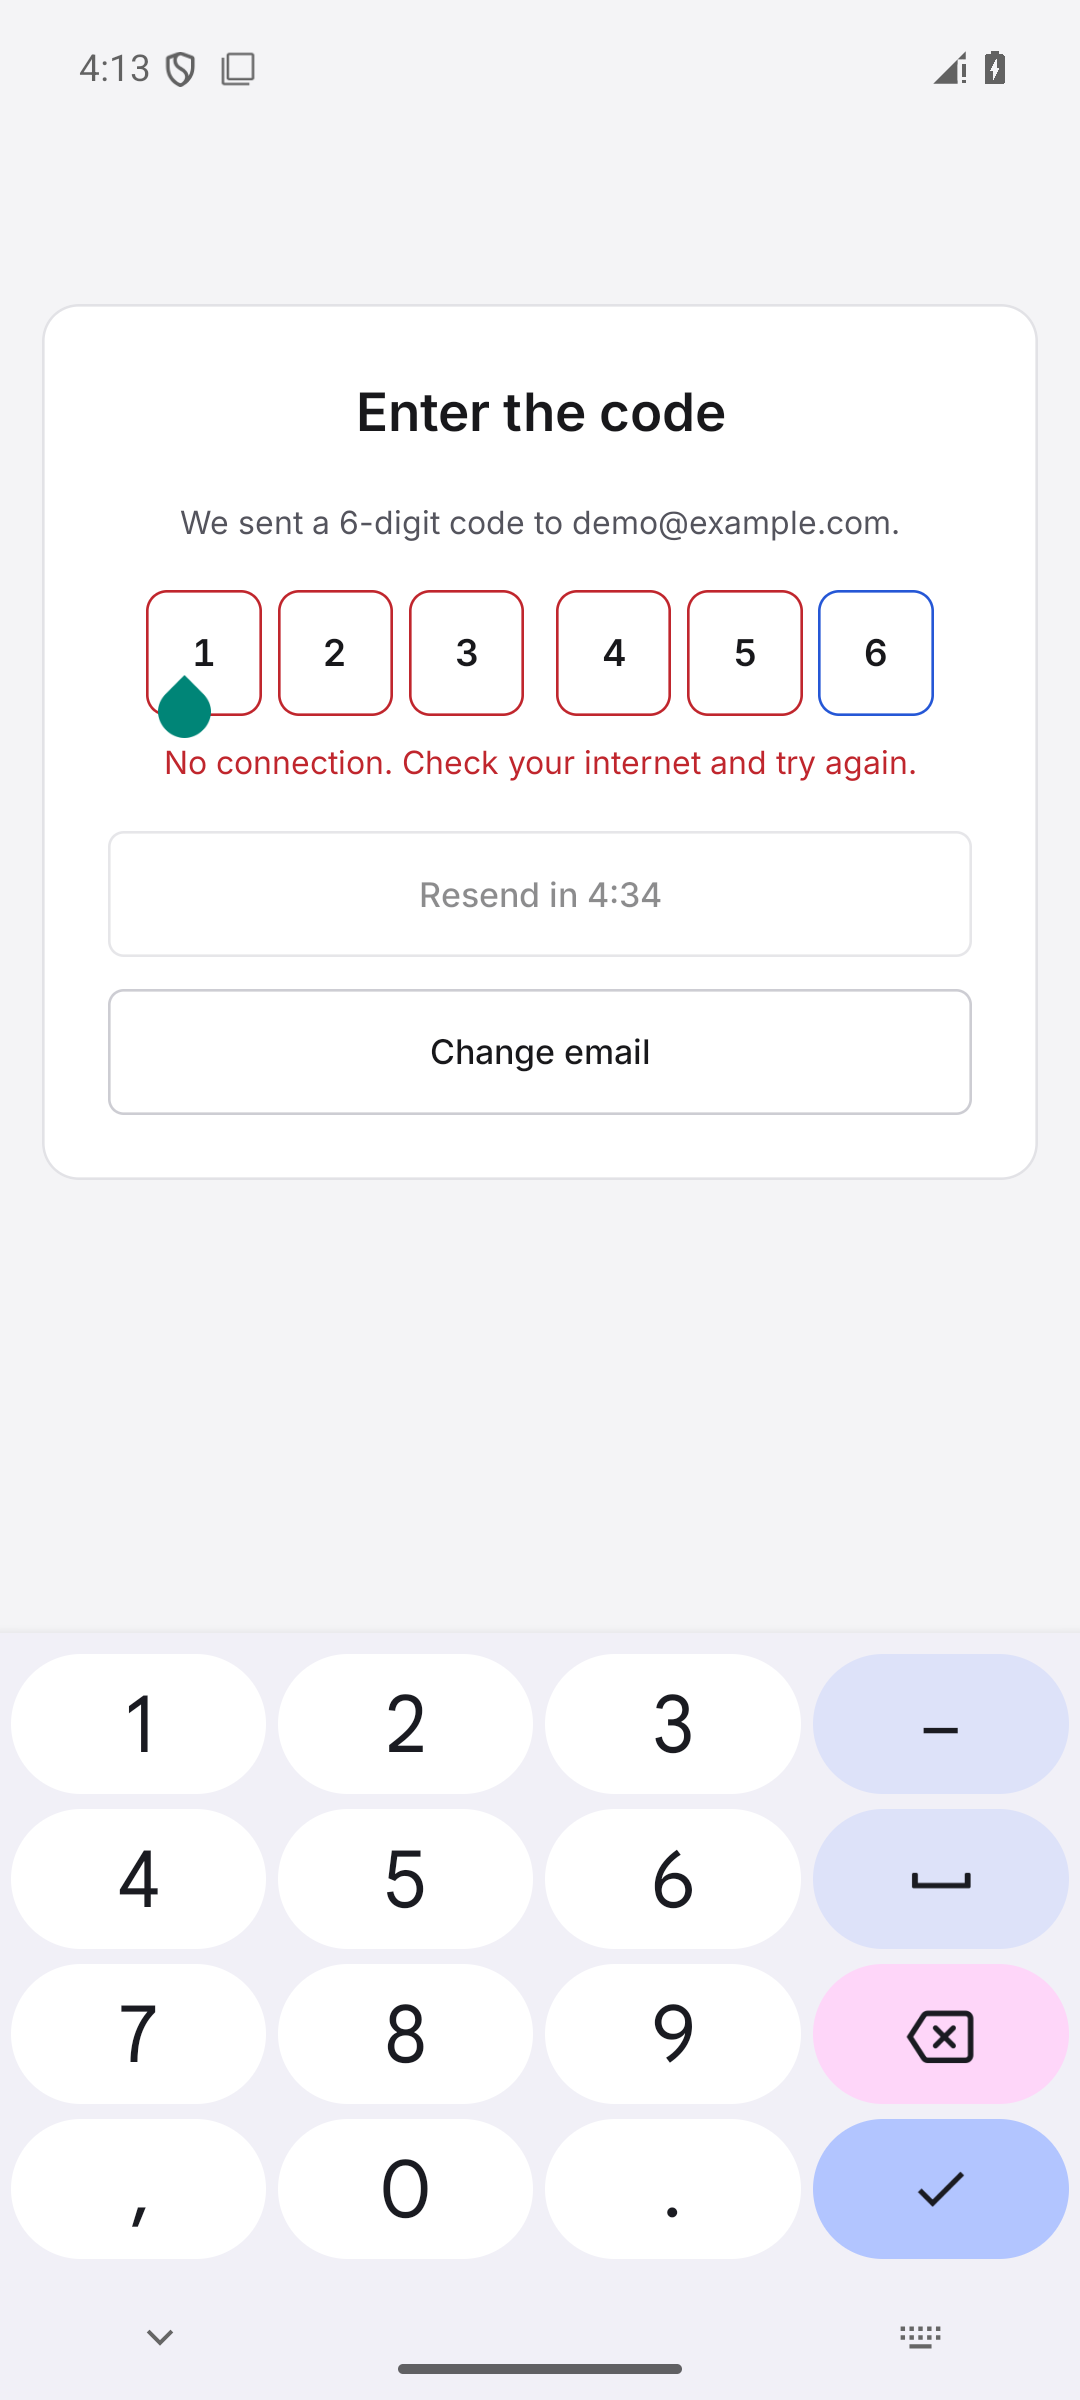 4:13
Enter the code
We sent a 6-digit code to demo@example.com.
1 2 3 4 5 6
No connection. Check your internet and try again.
Resend in 4:34
Change email
1 2 3 –
4 5 6
7 8 9
, 0 .